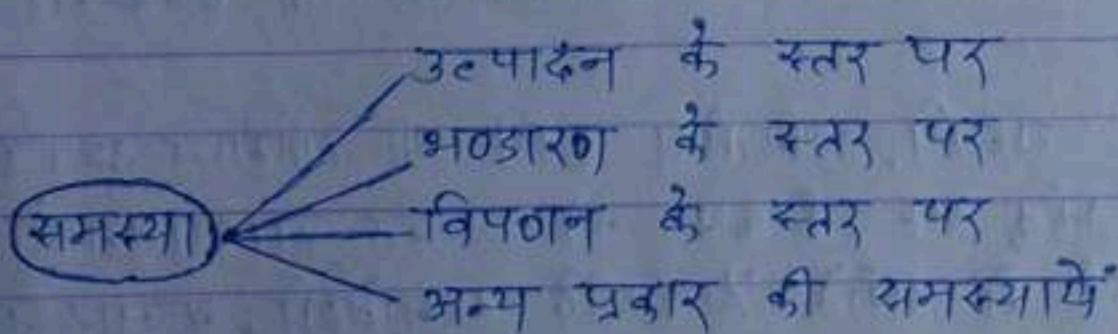 उत्पादन के स्तर पर
भण्डारण के स्तर पर
समस्या
विपणन के स्तर पर
अन्य प्रकार की समस्यायें